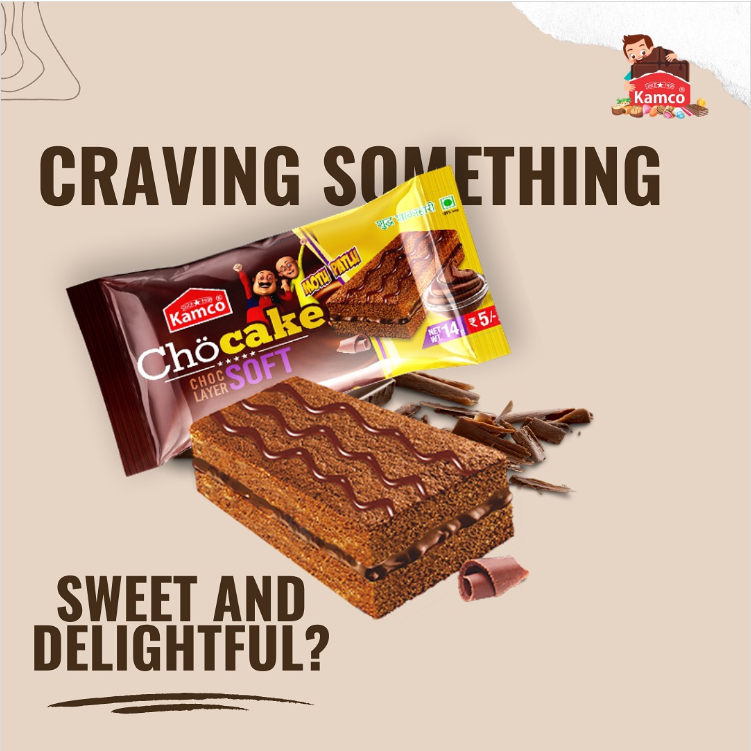 Kamco
CRAVING SOMETHING
शुद्ध शाकाहारी
MOTU PATLU
Kamco
Chöcake
CHOC
LAYER
SOFT
NET
WT.
14g
₹ 5/-
SWEET AND
DELIGHTFUL?